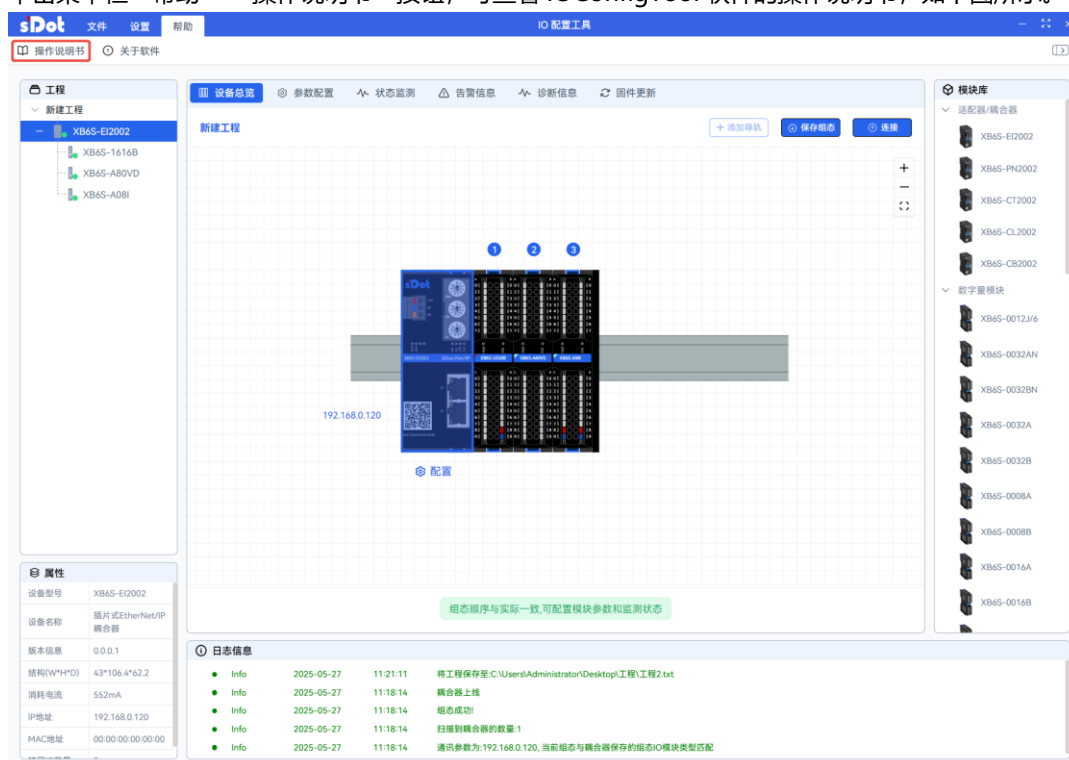 sDot 文件 设置 帮助 IO 配置工具
操作说明书 关于软件
工程
新建工程
XB6S-EI2002
XB6S-1616B
XB6S-A80VD
XB6S-A08I
设备总览 参数配置 状态监测 告警信息 诊断信息 固件更新
新建工程 + 添加导轨 保存组态 连接
1 2 3
sDot
192.168.0.120
配置
组态顺序与实际一致,可配置模块参数和监测状态
模块库
适配器/耦合器
XB6S-EI2002
XB6S-PN2002
XB6S-CT2002
XB6S-CL2002
XB6S-CB2002
数字量模块
XB6S-0012J/6
XB6S-0032AN
XB6S-0032BN
XB6S-0032A
XB6S-0032B
XB6S-0008A
XB6S-0008B
XB6S-0016A
XB6S-0016B
属性
设备型号 XB6S-EI2002
设备名称 插片式EtherNet/IP
耦合器
版本信息 0.0.0.1
结构(W*H*D) 43*106.4*62.2
消耗电流 552mA
IP地址 192.168.0.120
MAC地址 00:00:00:00:00:00
日志信息
Info 2025-05-27 11:21:11 将工程保存至:C:\Users\Administrator\Desktop\工程\工程2.txt
Info 2025-05-27 11:18:14 耦合器上线
Info 2025-05-27 11:18:14 组态成功!
Info 2025-05-27 11:18:14 扫描到耦合器的数量:1
Info 2025-05-27 11:18:14 通讯参数为:192.168.0.120, 当前组态与耦合器保存的组态IO模块类型匹配